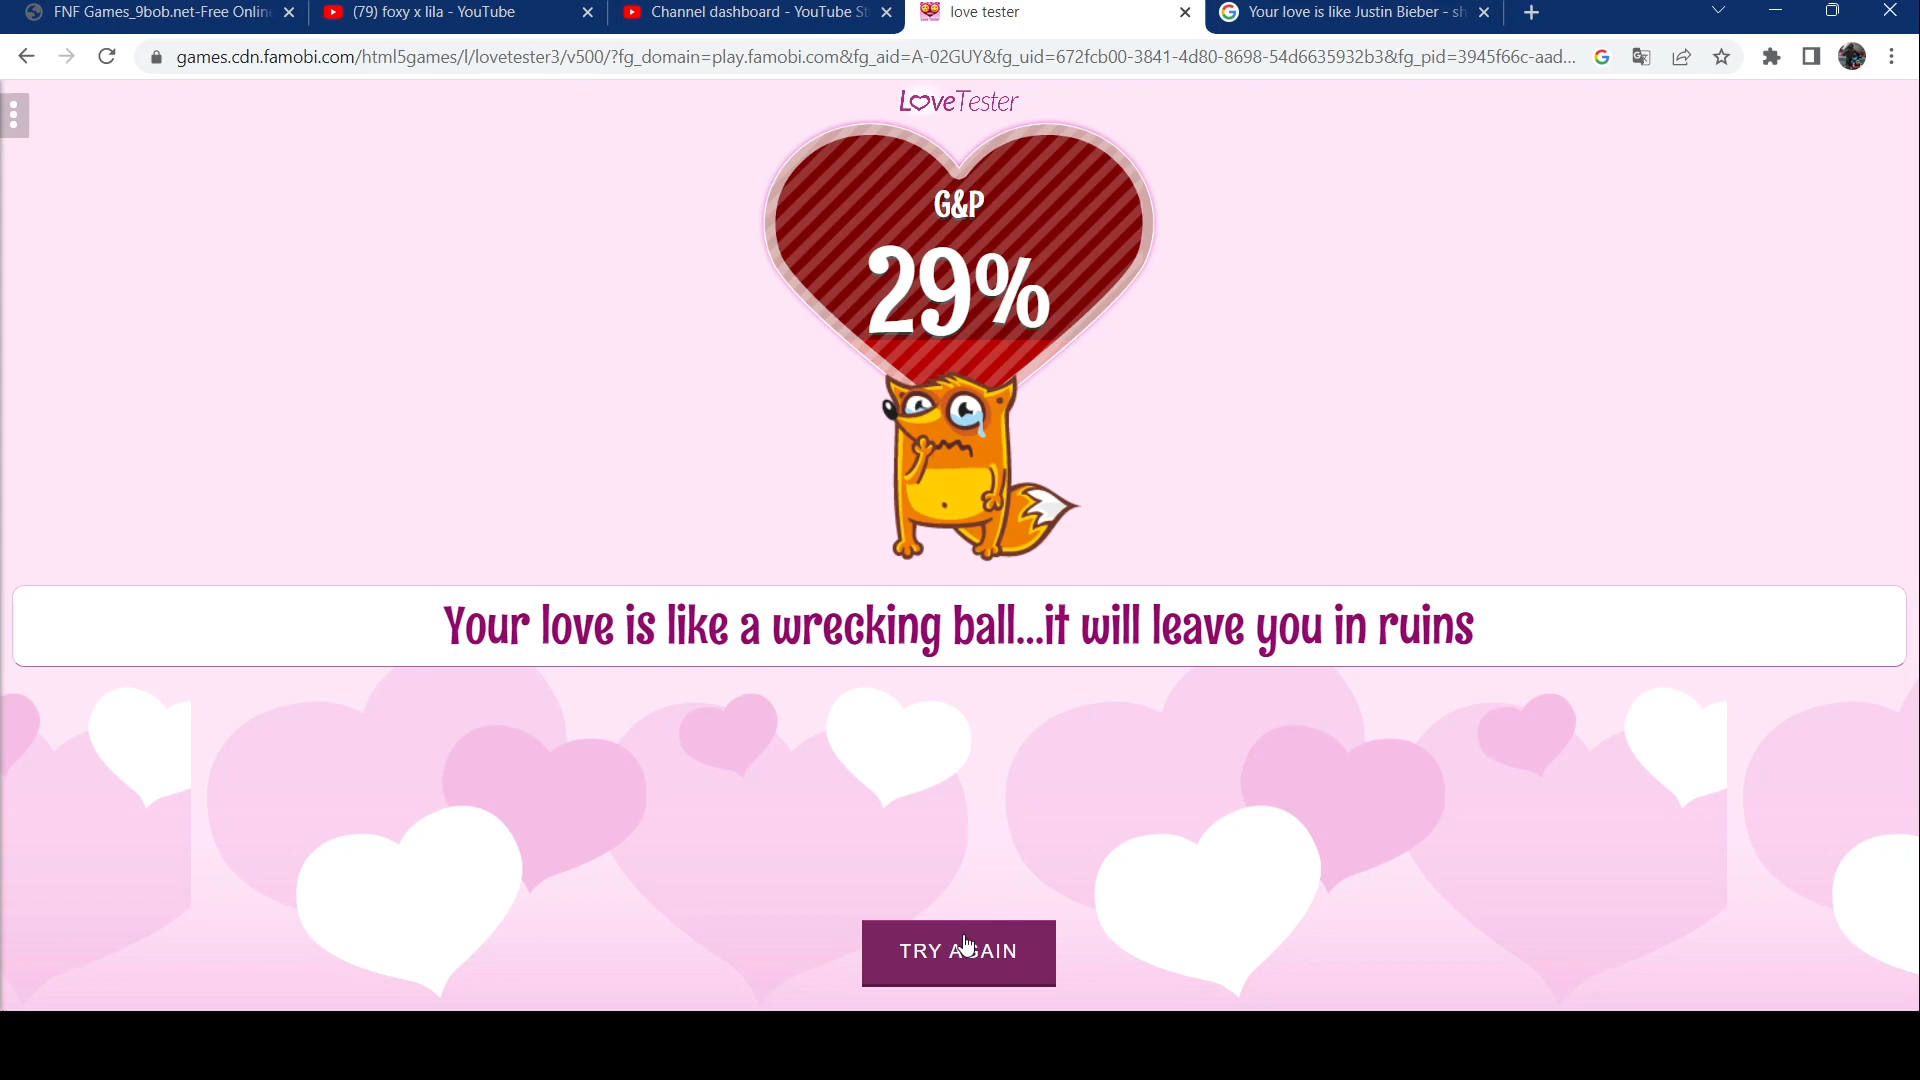 FNF Games_9bob.net-Free Onlin
(79) foxy x lila - YouTube
Channel dashboard - YouTube St
love tester
Your love is like Justin Bieber - sh
games.cdn.famobi.com/html5games/l/lovetester3/v500/?fg_domain=play.famobi.com&fg_aid=A-02GUY&fg_uid=672fcb00-3841-4d80-8698-54d6635932b3&fg_pid=3945f66c-aad...
LoveTester
G&P
29%
Your love is like a wrecking ball...it will leave you in ruins
TRY AGAIN